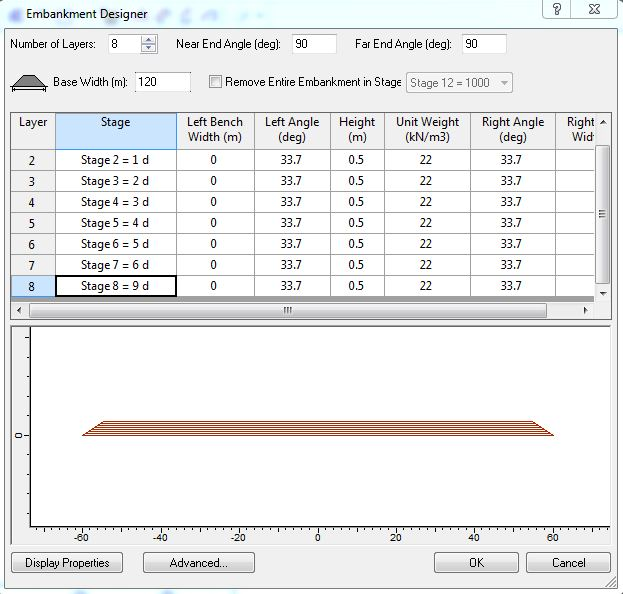 Embankment Designer
?
Number of Layers: 8 Near End Angle (deg): 90 Far End Angle (deg): 90
Base Width (m): 120 Remove Entire Embankment in Stage Stage 12 = 1000
Layer Stage Left Bench Width (m) Left Angle (deg) Height (m) Unit Weight (kN/m3) Right Angle (deg) Right Widt
2 Stage 2 = 1 d 0 33.7 0.5 22 33.7
3 Stage 3 = 2 d 0 33.7 0.5 22 33.7
4 Stage 4 = 3 d 0 33.7 0.5 22 33.7
5 Stage 5 = 4 d 0 33.7 0.5 22 33.7
6 Stage 6 = 5 d 0 33.7 0.5 22 33.7
7 Stage 7 = 6 d 0 33.7 0.5 22 33.7
8 Stage 8 = 9 d 0 33.7 0.5 22 33.7
0
-60 -40 -20 0 20 40 60
Display Properties Advanced... OK Cancel